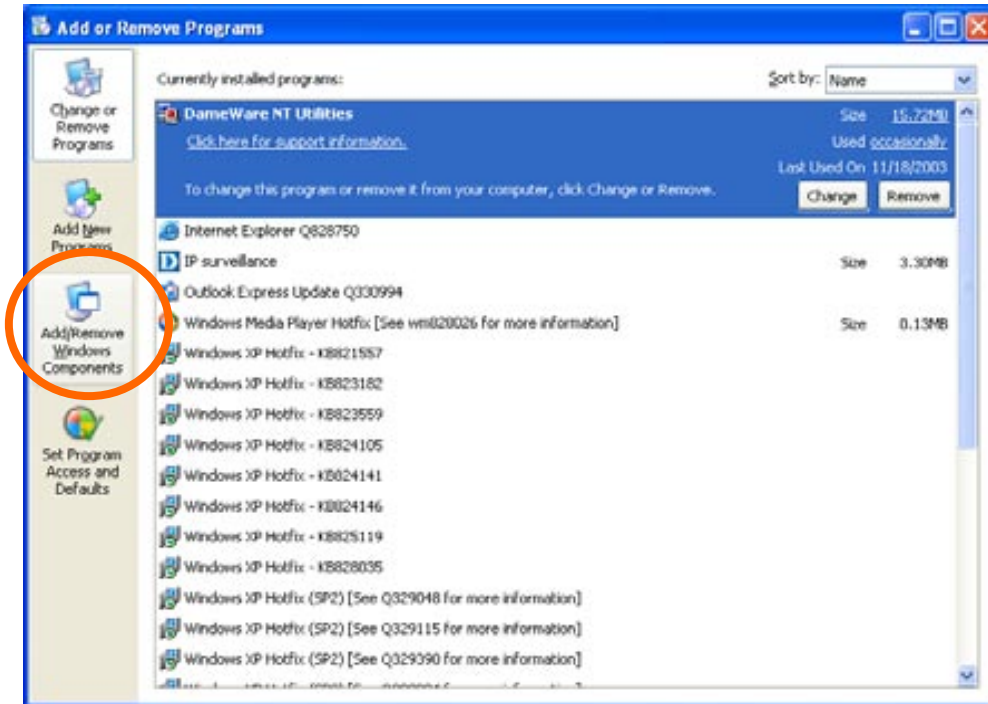 Add or Remove Programs
Change or
Remove
Programs
Add New
Programs
Add/Remove
Windows
Components
Set Program
Access and
Defaults
Currently installed programs:
Sort by: Name
DameWare NT Utilities
Size 15.72MB
Click here for support information.
Used occasionally
Last Used On 11/18/2003
To change this program or remove it from your computer, click Change or Remove.
Change Remove
Internet Explorer Q828750
IP surveillance Size 3.30MB
Outlook Express Update Q330994
Windows Media Player Hotfix [See wm828026 for more information] Size 0.13MB
Windows XP Hotfix - KB821557
Windows XP Hotfix - KB823182
Windows XP Hotfix - KB823559
Windows XP Hotfix - KB824105
Windows XP Hotfix - KB824141
Windows XP Hotfix - KB824146
Windows XP Hotfix - KB825119
Windows XP Hotfix - KB828035
Windows XP Hotfix (SP2) [See Q329048 for more information]
Windows XP Hotfix (SP2) [See Q329115 for more information]
Windows XP Hotfix (SP2) [See Q329390 for more information]